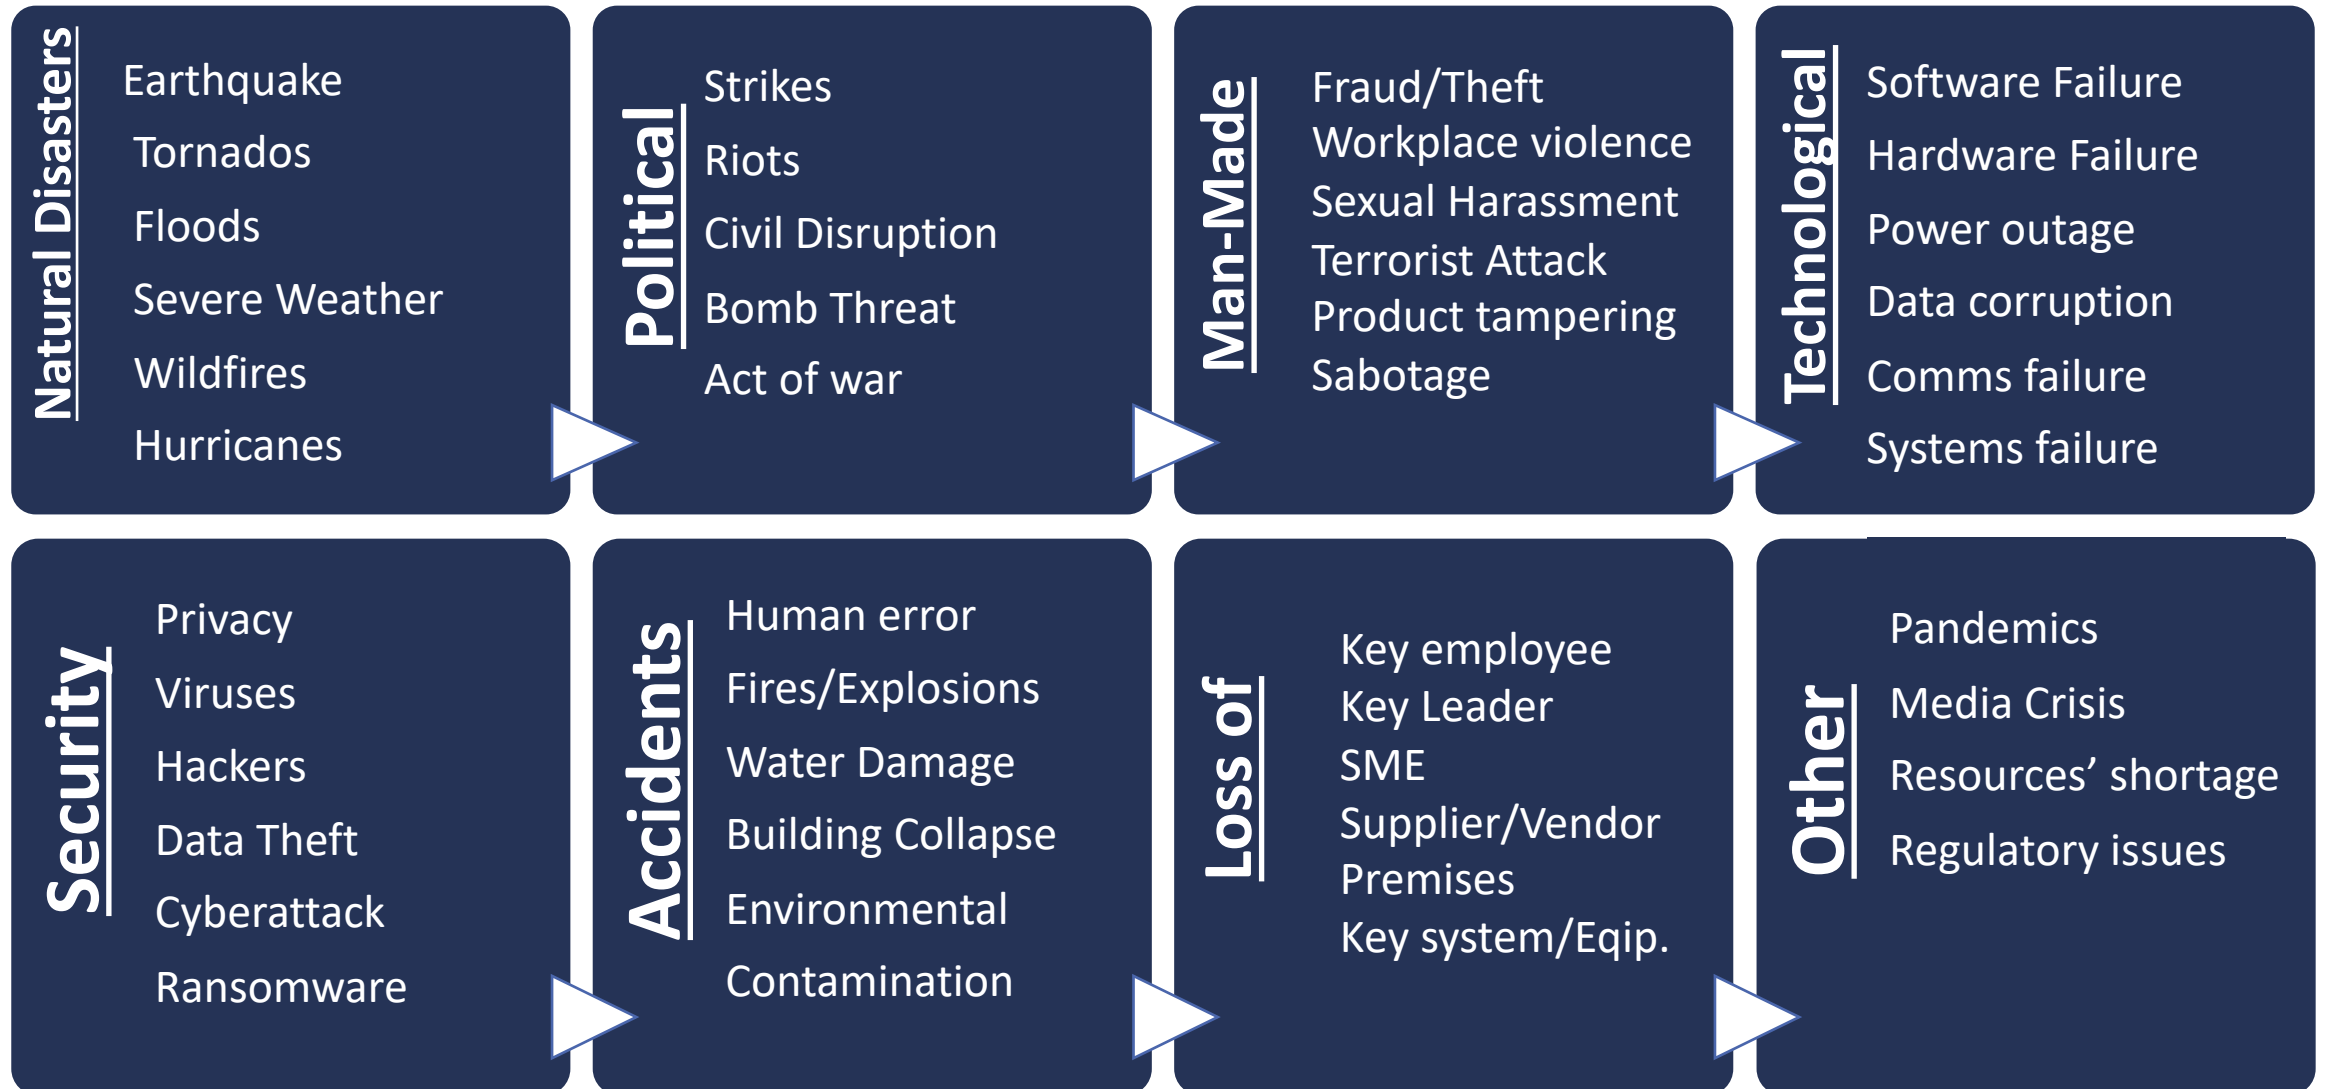 Natural Disasters
Earthquake
Tornados
Floods
Severe Weather
Wildfires
Hurricanes
Political
Strikes
Riots
Civil Disruption
Bomb Threat
Act of war
Man-Made
Fraud/Theft
Workplace violence
Sexual Harassment
Terrorist Attack
Product tampering
Sabotage
Technological
Software Failure
Hardware Failure
Power outage
Data corruption
Comms failure
Systems failure
Security
Privacy
Viruses
Hackers
Data Theft
Cyberattack
Ransomware
Accidents
Human error
Fires/Explosions
Water Damage
Building Collapse
Environmental
Contamination
Loss of
Key employee
Key Leader
SME
Supplier/Vendor
Premises
Key system/Eqip.
Other
Pandemics
Media Crisis
Resources’ shortage
Regulatory issues